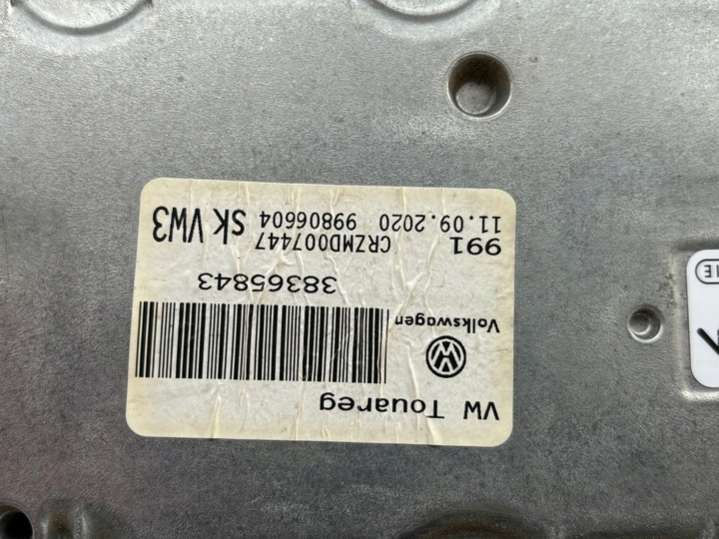 VW Touareg
Volkswagen
38365843
991 CRZMD007447 SK VW3
11.09.2020 99806604